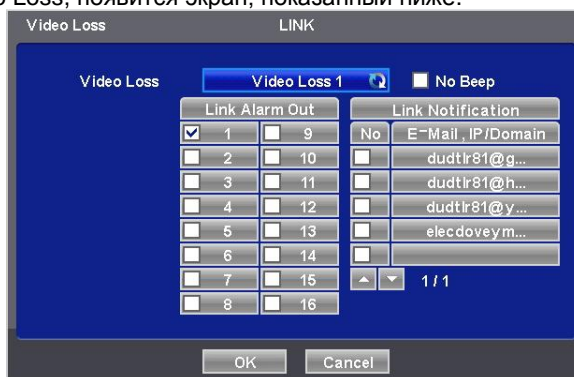 Loss, появится экран, показанный ниже.
Video Loss LINK
Video Loss Video Loss 1 No Beep
Link Alarm Out Link Notification
1 9 No E-Mail, IP/Domain
2 10 dudtlr81@g...
3 11 dudtlr81@h...
4 12 dudtlr81@y...
5 13 elecdoveym...
6 14
7 15 1/1
8 16
OK Cancel